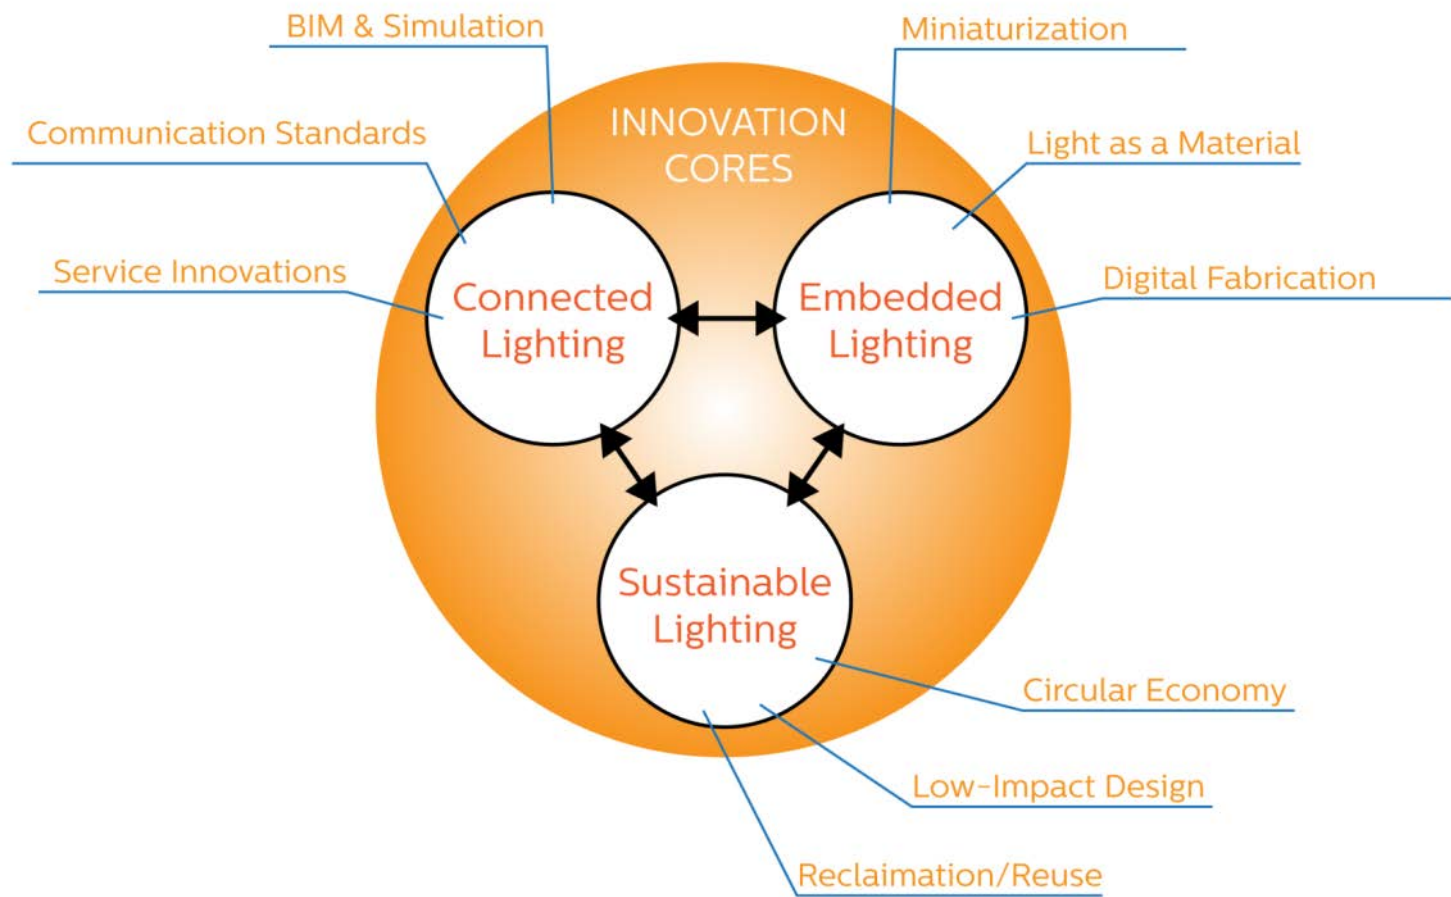 BIM & Simulation
Miniaturization
INNOVATION
CORES
Communication Standards
Light as a Material
Service Innovations
Digital Fabrication
Connected
Lighting
Embedded
Lighting
Sustainable
Lighting
Circular Economy
Low-Impact Design
Reclaimation/Reuse